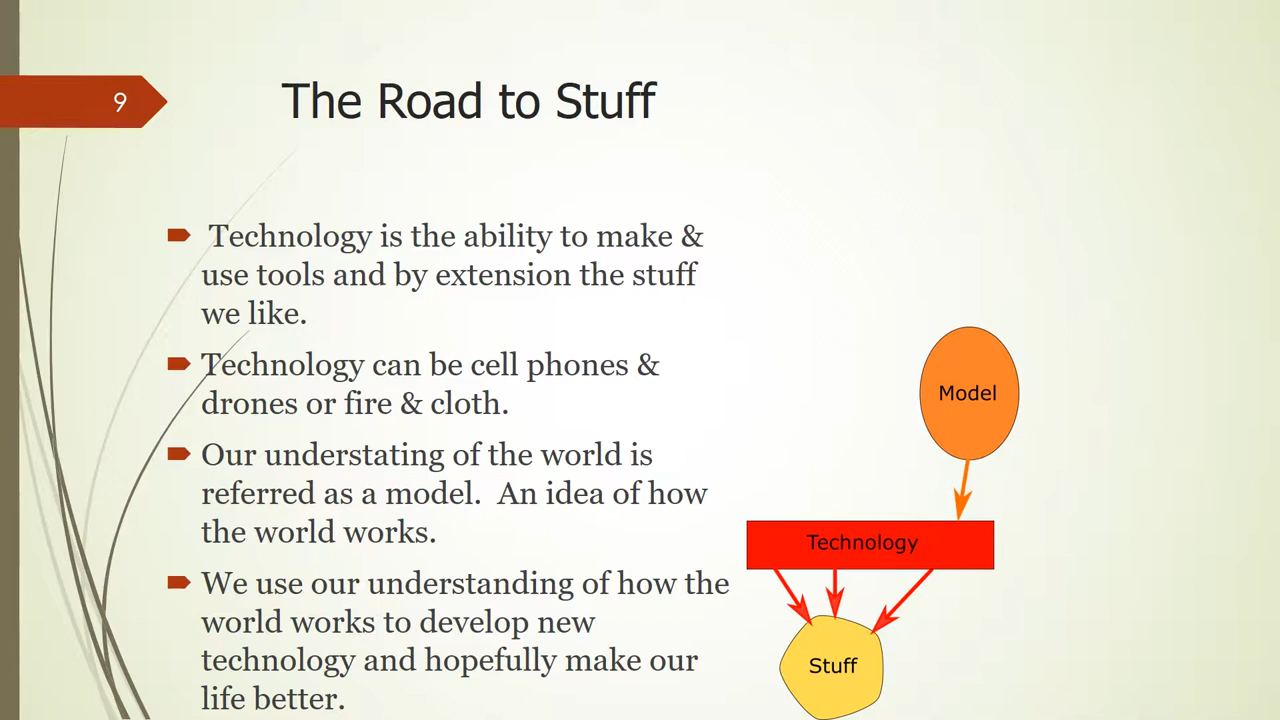 9
The Road to Stuff
Technology is the ability to make &
use tools and by extension the stuff
we like.
Technology can be cell phones &
drones or fire & cloth.
Our understating of the world is
referred as a model.  An idea of how
the world works.
We use our understanding of how the
world works to develop new
technology and hopefully make our
life better.
Model
Technology
Stuff